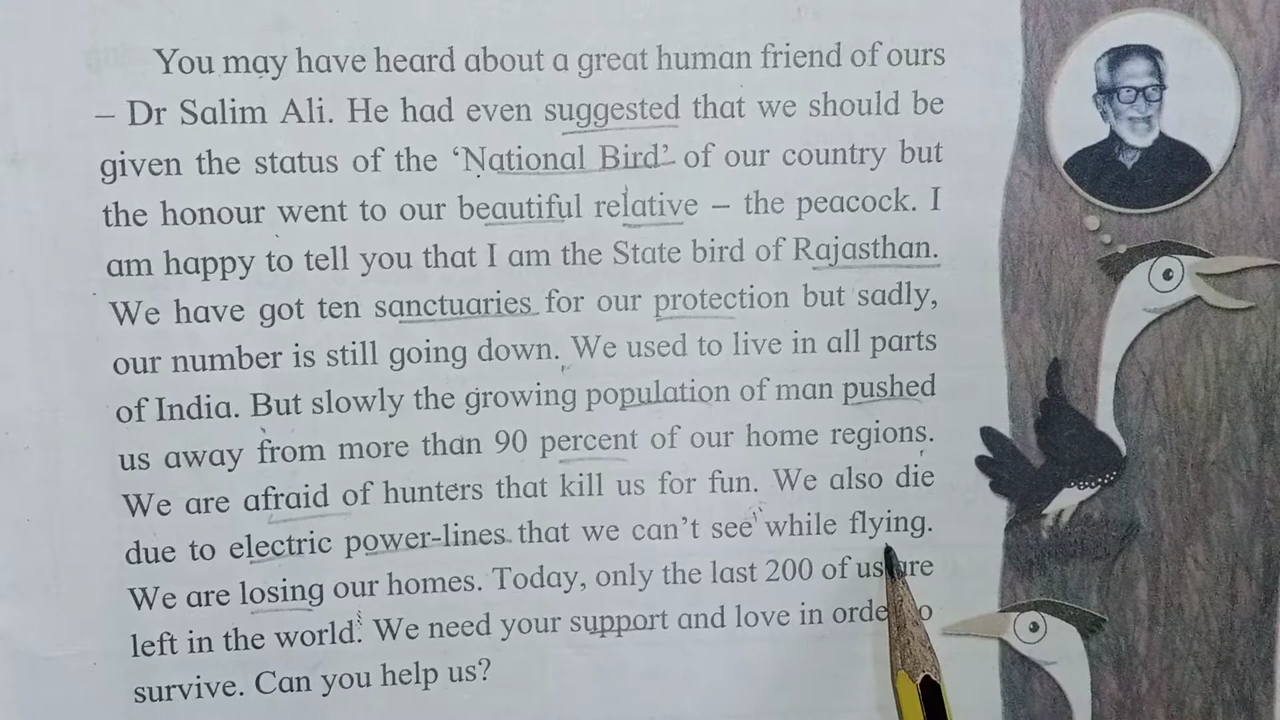 You may have heard about a great human friend of ours
– Dr Salim Ali. He had even suggested that we should be
given the status of the ‘National Bird’ of our country but
the honour went to our beautiful relative – the peacock. I
am happy to tell you that I am the State bird of Rajasthan.
We have got ten sanctuaries for our protection but sadly,
our number is still going down. We used to live in all parts
of India. But slowly the growing population of man pushed
us away from more than 90 percent of our home regions.
We are afraid of hunters that kill us for fun. We also die
due to electric power-lines that we can’t see while flying.
We are losing our homes. Today, only the last 200 of us are
left in the world. We need your support and love in order to
survive. Can you help us?